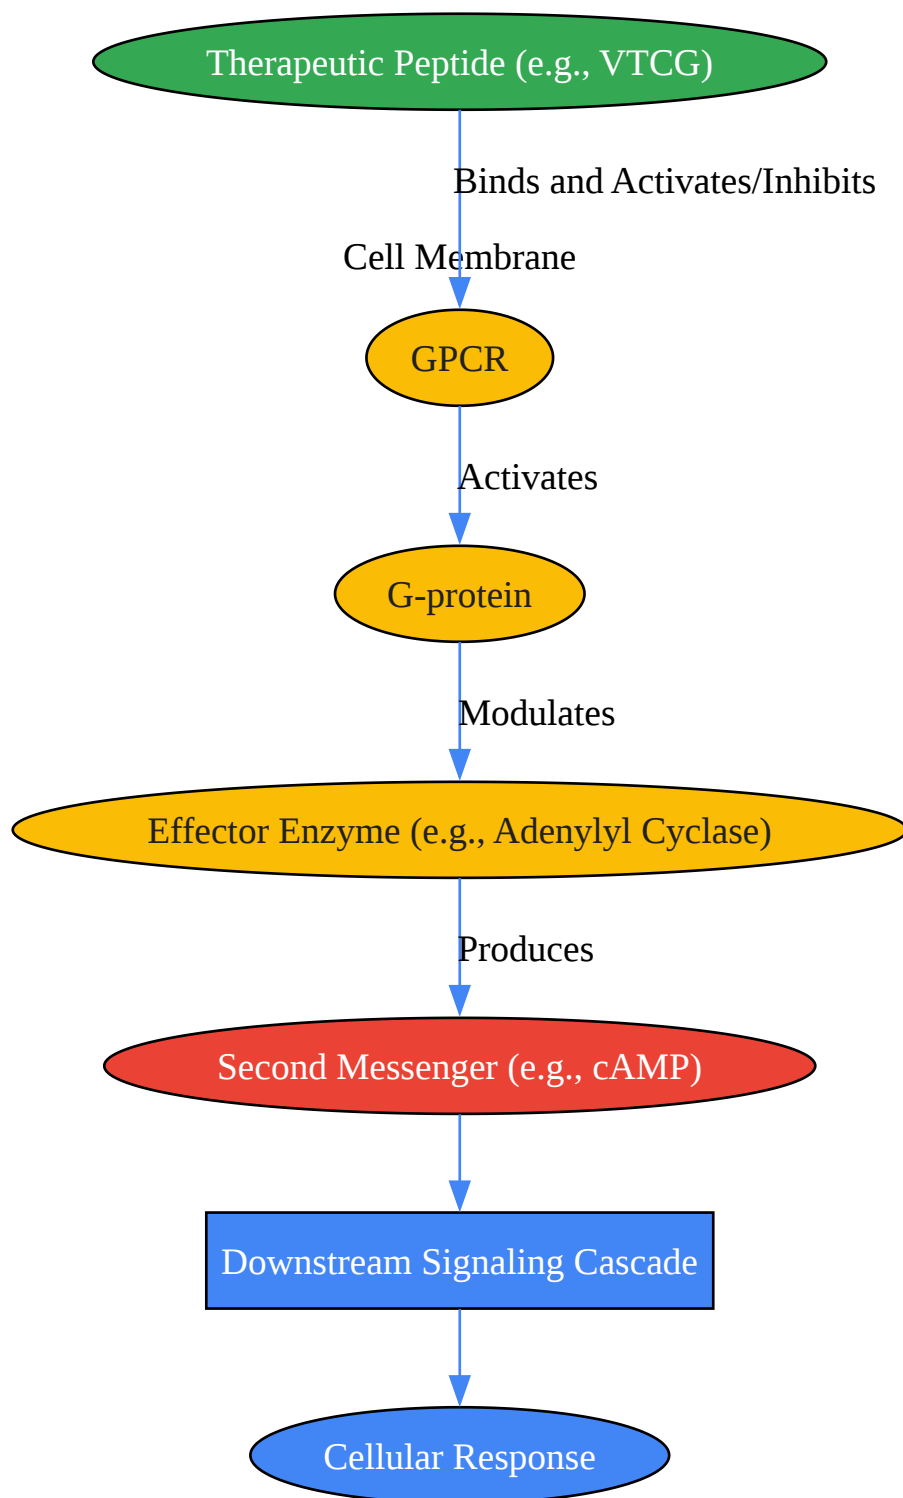 Therapeutic Peptide (e.g., VTCG)
Binds and Activates/Inhibits
Cell Membrane
GPCR
Activates
G-protein
Modulates
Effector Enzyme (e.g., Adenylyl Cyclase)
Produces
Second Messenger (e.g., cAMP)
Downstream Signaling Cascade
Cellular Response